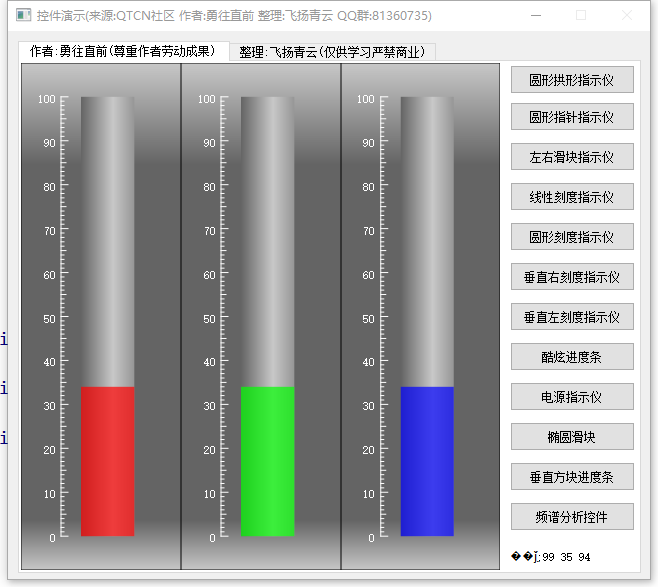 控件演示(来源:QTCN社区 作者:勇往直前 整理:飞扬青云 QQ群:81360735)
作者:勇往直前(尊重作者劳动成果)
整理:飞扬青云(仅供学习严禁商业)
100 100 100
90 90 90
80 80 80
70 70 70
60 60 60
50 50 50
40 40 40
30 30 30
20 20 20
10 10 10
0 0 0
圆形拱形指示仪
圆形指针指示仪
左右滑块指示仪
线性刻度指示仪
圆形刻度指示仪
垂直右刻度指示仪
垂直左刻度指示仪
酷炫进度条
电源指示仪
椭圆滑块
垂直方块进度条
频谱分析控件
99 35 94
i
i
i